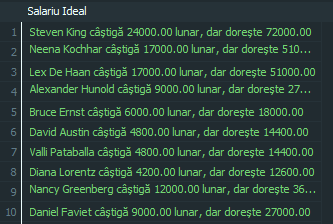 Salariu Ideal
1 Steven King câștigă 24000.00 lunar, dar dorește 72000.00
2 Neena Kochhar câștigă 17000.00 lunar, dar dorește 510...
3 Lex De Haan câștigă 17000.00 lunar, dar dorește 51000.00
4 Alexander Hunold câștigă 9000.00 lunar, dar dorește 27...
5 Bruce Ernst câștigă 6000.00 lunar, dar dorește 18000.00
6 David Austin câștigă 4800.00 lunar, dar dorește 14400.00
7 Valli Pataballa câștigă 4800.00 lunar, dar dorește 14400.00
8 Diana Lorentz câștigă 4200.00 lunar, dar dorește 12600.00
9 Nancy Greenberg câștigă 12000.00 lunar, dar dorește 36...
10 Daniel Faviet câștigă 9000.00 lunar, dar dorește 27000.00